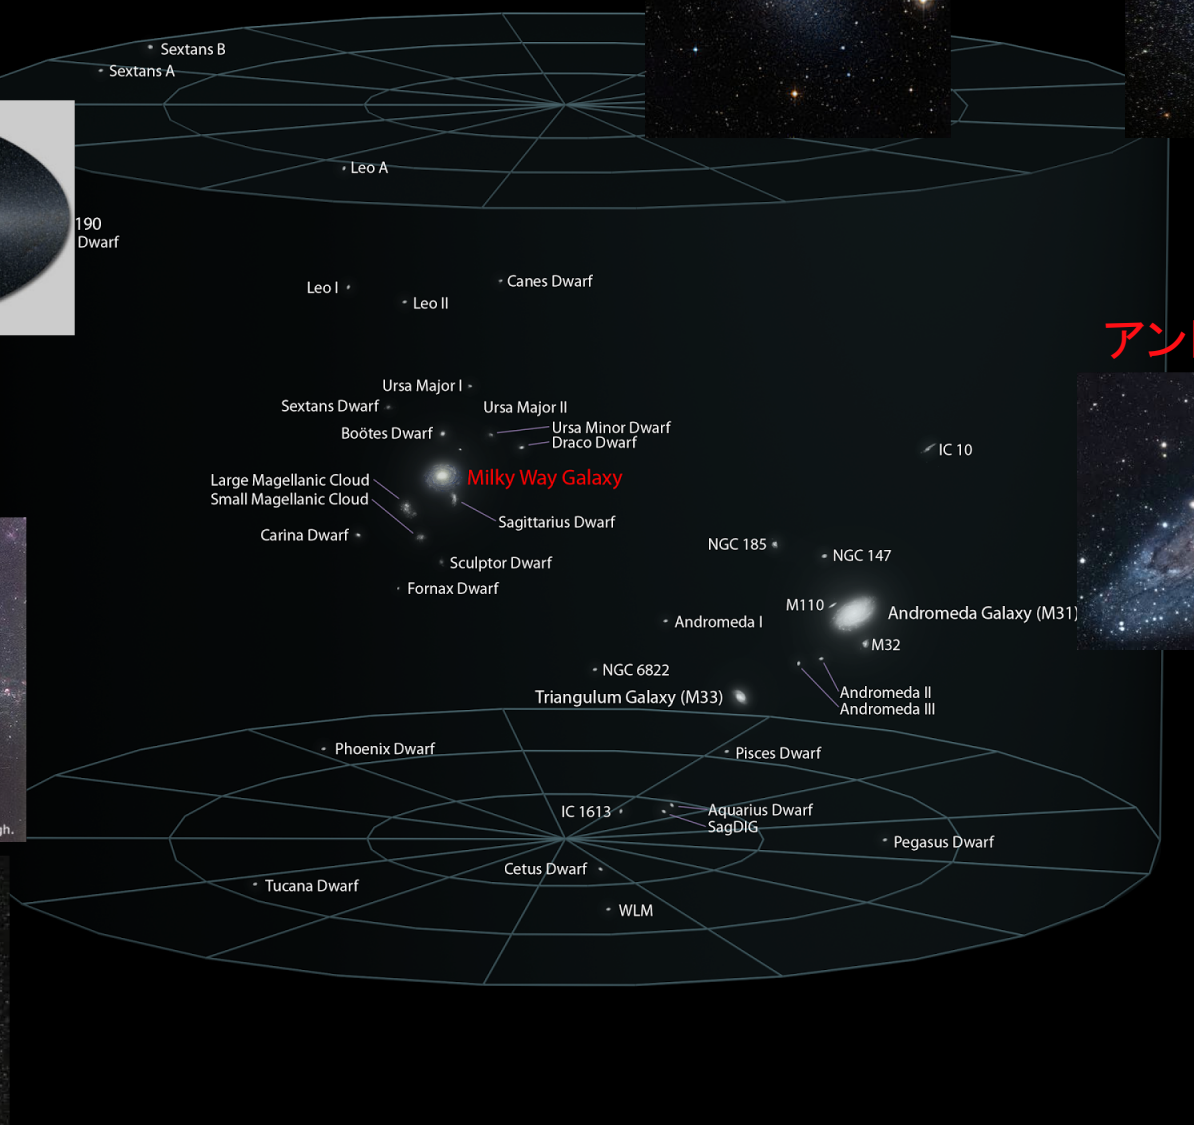 Sextans B
Sextans A
Leo A
190
Dwarf
Canes Dwarf
Leo I
Leo II
アン
Ursa Major I
Sextans Dwarf
Ursa Major II
Ursa Minor Dwarf
Boötes Dwarf
Draco Dwarf
IC 10
Milky Way Galaxy
Large Magellanic Cloud
Small Magellanic Cloud
Sagittarius Dwarf
Carina Dwarf
NGC 185
NGC 147
Sculptor Dwarf
Fornax Dwarf
M110
Andromeda Galaxy (M31)
Andromeda I
M32
NGC 6822
Andromeda II
Triangulum Galaxy (M33)
Andromeda III
Phoenix Dwarf
Pisces Dwarf
IC 1613
Aquarius Dwarf
SagDIG
gh.
Pegasus Dwarf
Cetus Dwarf
Tucana Dwarf
WLM